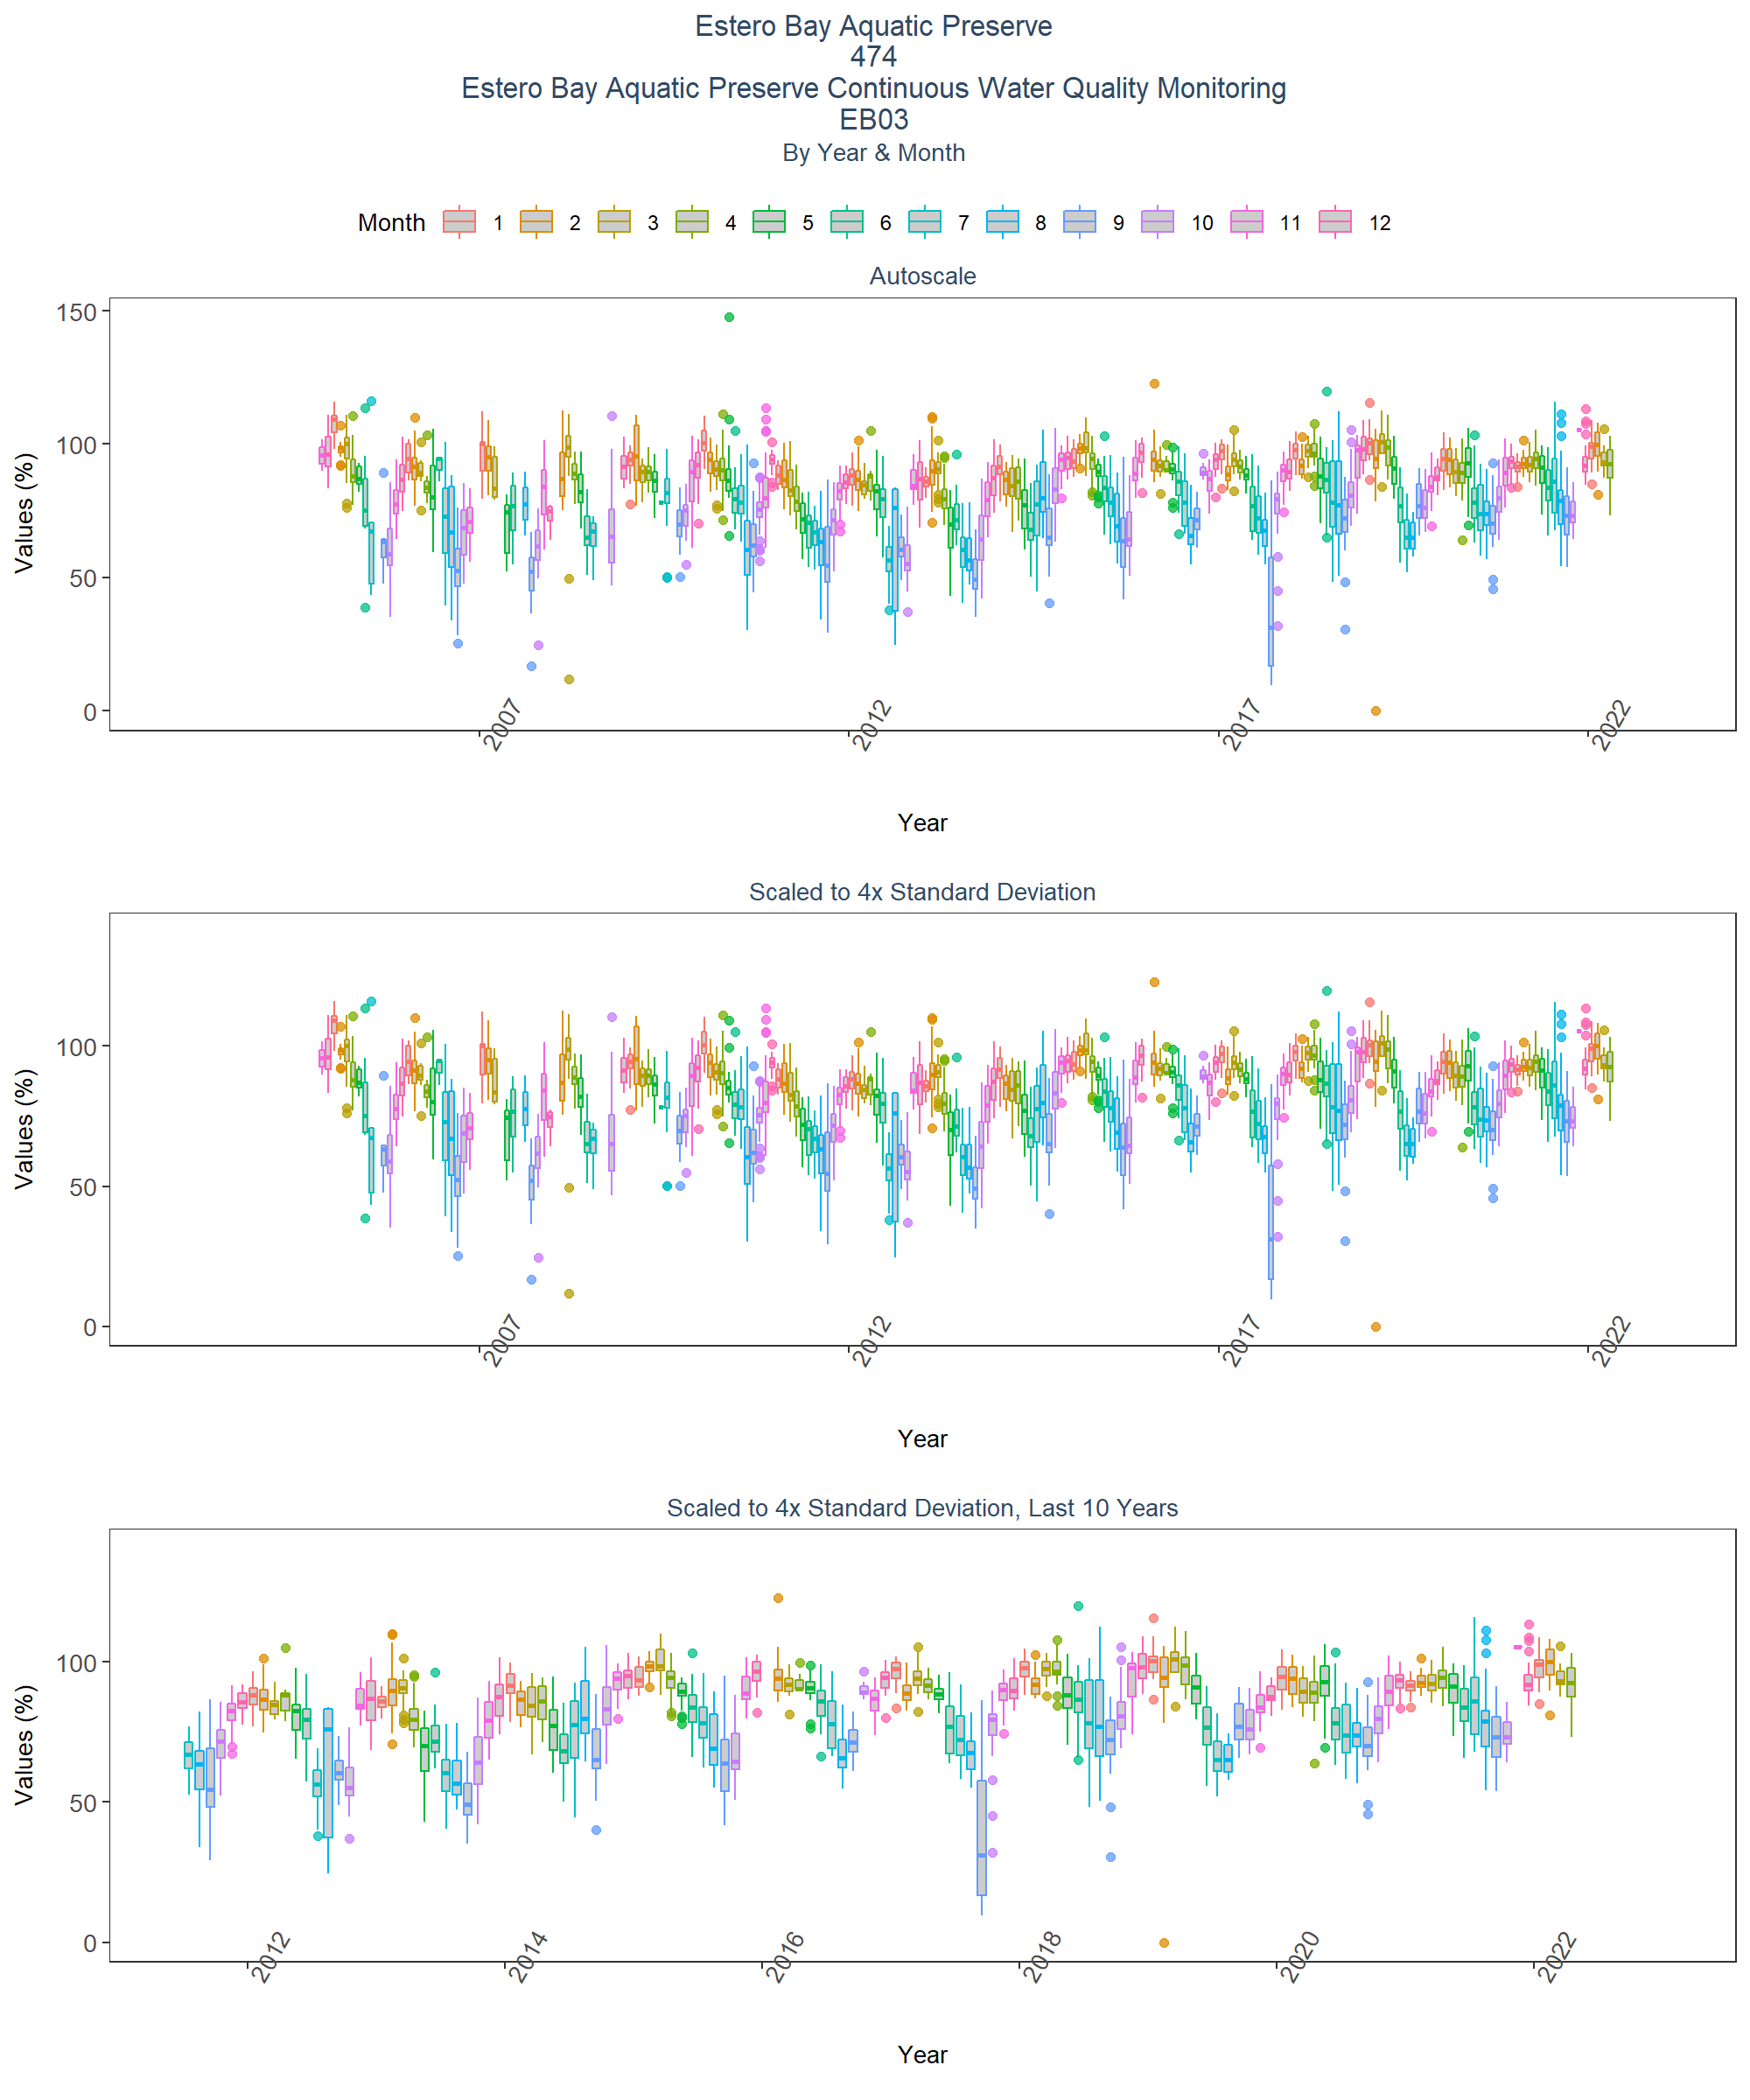 Estero Bay Aquatic Preserve
474
Estero Bay Aquatic Preserve Continuous Water Quality Monitoring
EB03
By Year & Month
Month 1 2 3 4 5 6 7 8 9 10 11 12
Autoscale
150
100
50
0
Values (%)
2007 2012 2017 2022
Year
Scaled to 4x Standard Deviation
100
50
0
Values (%)
2007 2012 2017 2022
Year
Scaled to 4x Standard Deviation, Last 10 Years
100
50
0
Values (%)
2012 2014 2016 2018 2020 2022
Year